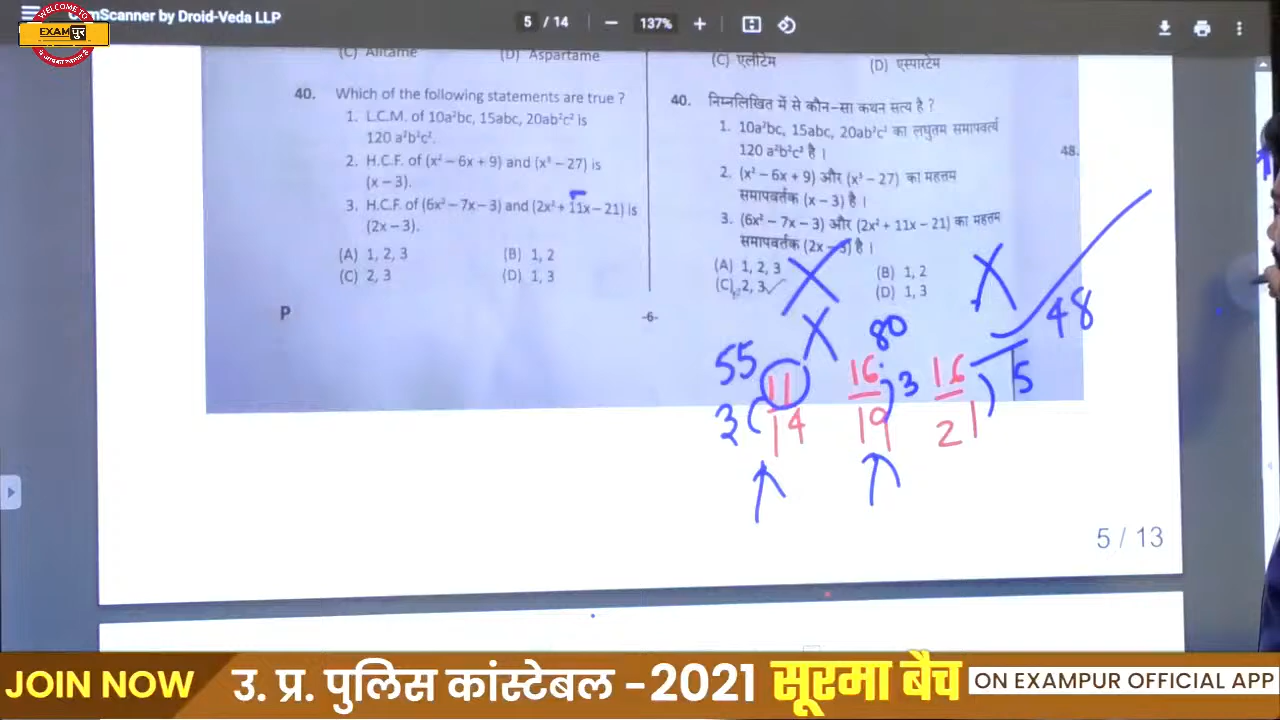 CamScanner by Droid-Veda LLP
5 / 14
137%
WELCOME TO
EXAMपुर
(C) Alitame
(D) Aspartame
40. Which of the following statements are true ?
1. L.C.M. of 10a²bc, 15abc, 20ab²c² is
120 a²b²c².
2. H.C.F. of (x² – 6x + 9) and (x³ – 27) is
(x – 3).
3. H.C.F. of (6x² – 7x – 3) and (2x² + 11x – 21) is
(2x – 3).
(A) 1, 2, 3
(B) 1, 2
(C) 2, 3
(D) 1, 3
P
-6-
(C) एलीटेम
(D) एस्पारटेम
40. निम्नलिखित में से कौन-सा कथन सत्य है ?
1. 10a²bc, 15abc, 20ab²c² का लघुतम समापवर्त्य
120 a²b²c² है ।
2. (x² – 6x + 9) और (x³ – 27) का महत्तम
समापवर्तक (x – 3) है ।
3. (6x² – 7x – 3) और (2x² + 11x – 21) का महत्तम
समापवर्तक (2x – 3) है ।
(A) 1, 2, 3
(B) 1, 2
(C) 2, 3
(D) 1, 3
48.
55
80
48
11
16
16
3
3
5
14
19
21
5 / 13
JOIN NOW
उ. प्र. पुलिस कांस्टेबल -2021 सूरमा बैच
ON EXAMPUR OFFICIAL APP